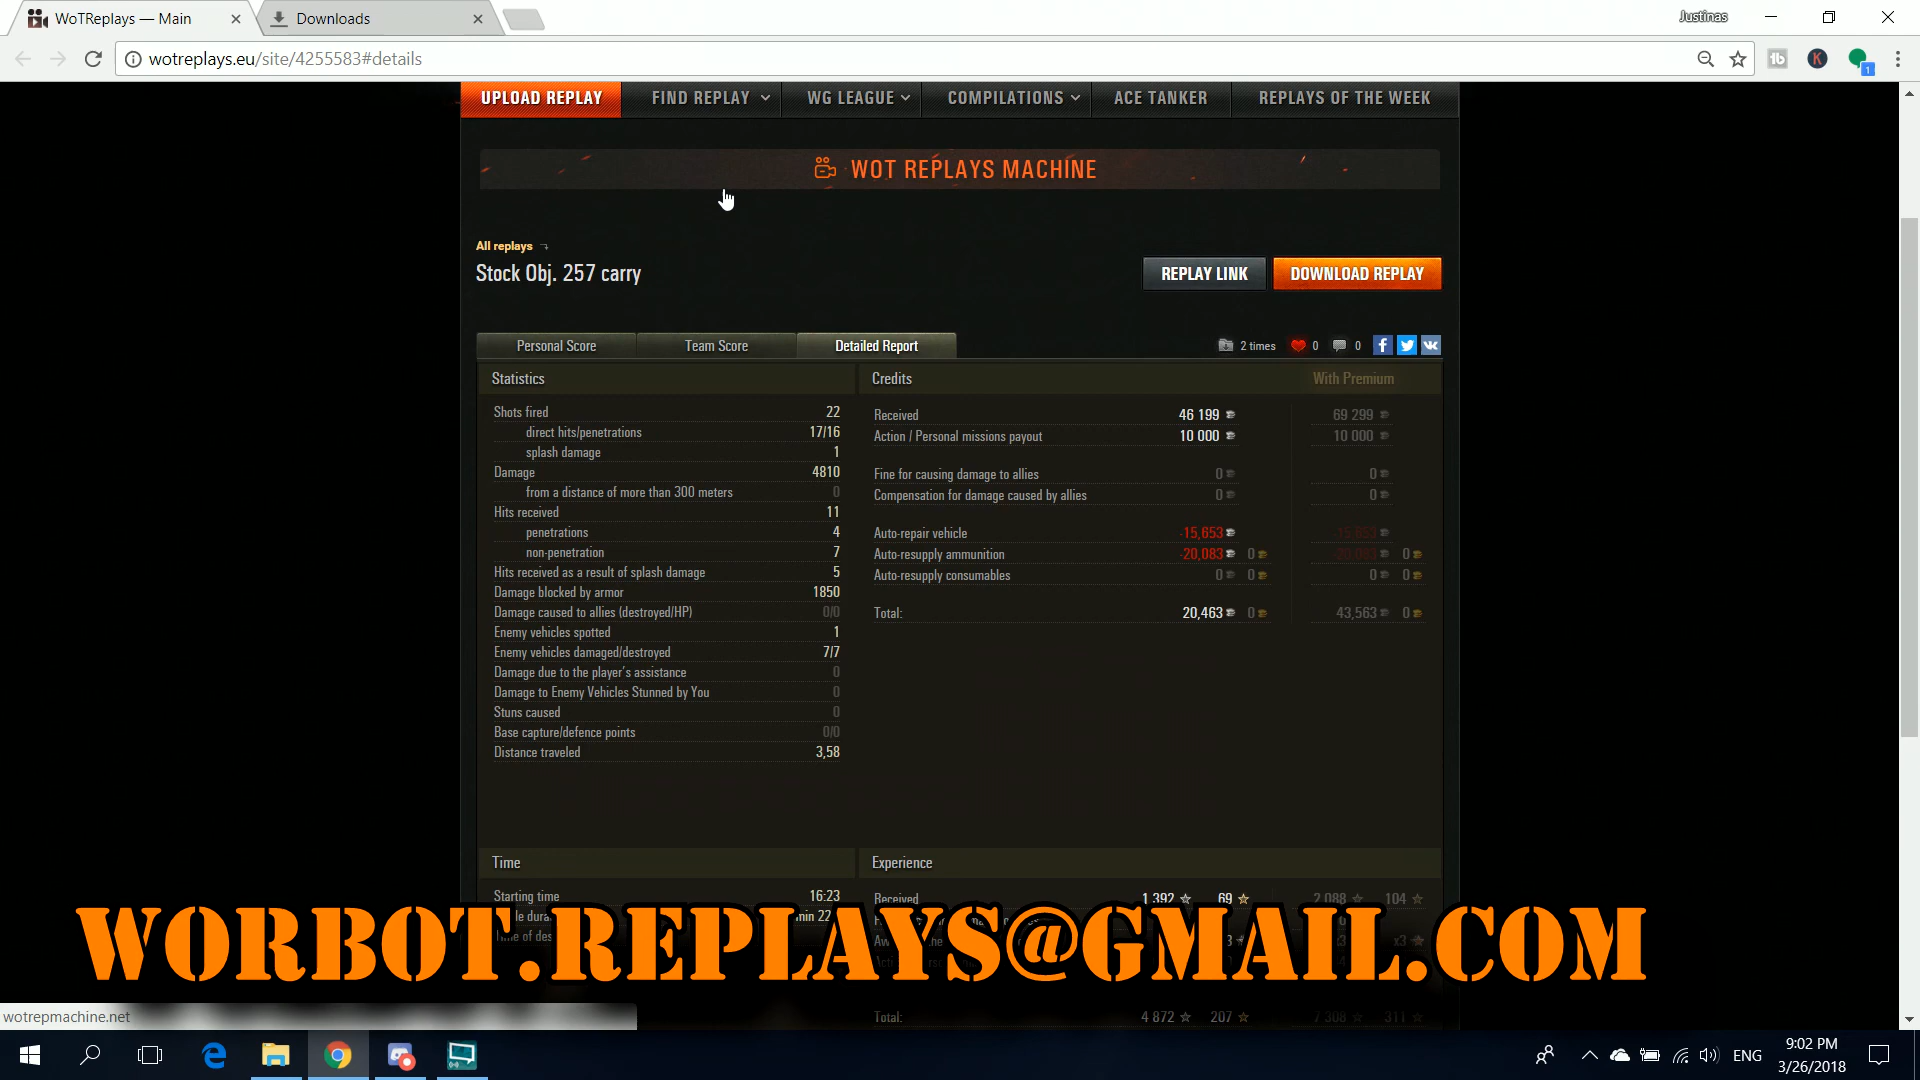 WoTReplays — Main
Downloads
Justinas
wotreplays.eu/site/4255583#details
UPLOAD REPLAY
FIND REPLAY
WG LEAGUE
COMPILATIONS
ACE TANKER
REPLAYS OF THE WEEK
WOT REPLAYS MACHINE
All replays
Stock Obj. 257 carry
REPLAY LINK
DOWNLOAD REPLAY
Personal Score
Team Score
Detailed Report
2 times
0
0
Statistics
Shots fired 22
direct hits/penetrations 17/16
splash damage 1
Damage 4810
from a distance of more than 300 meters 0
Hits received 11
penetrations 4
non-penetration 7
Hits received as a result of splash damage 5
Damage blocked by armor 1850
Damage caused to allies (destroyed/HP) 0/0
Enemy vehicles spotted 1
Enemy vehicles damaged/destroyed 7/7
Damage due to the player's assistance 0
Damage to Enemy Vehicles Stunned by You 0
Stuns caused 0
Base capture/defence points 0/0
Distance traveled 3,58
Credits With Premium
Received 46 199 69 299
Action / Personal missions payout 10 000 10 000
Fine for causing damage to allies 0 0
Compensation for damage caused by allies 0 0
Auto-repair vehicle -15,653 -15,653
Auto-resupply ammunition -20,083 0 -20,083 0
Auto-resupply consumables 0 0 0 0
Total: 20,463 0 43,563 0
Time
Starting time 16:23
min 22
Experience
Received 1 392 69 2 088 104
WORBOT.REPLAYS@GMAIL.COM
Total: 4 872 207 7 308 311
wotrepmachine.net
ENG
9:02 PM
3/26/2018